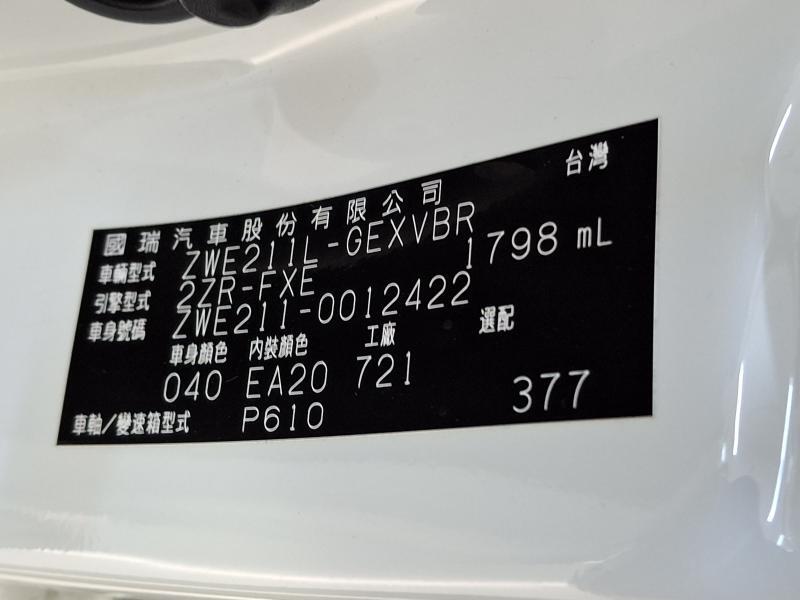 台灣
國瑞汽車股份有限公司
車輛型式 ZWE211L-GEXVBR
引擎型式 2ZR-FXE 1798 mL
車身號碼 ZWE211-0012422
車身顏色 內裝顏色 工廠 選配
040 EA20 721
車軸/變速箱型式 P610 377